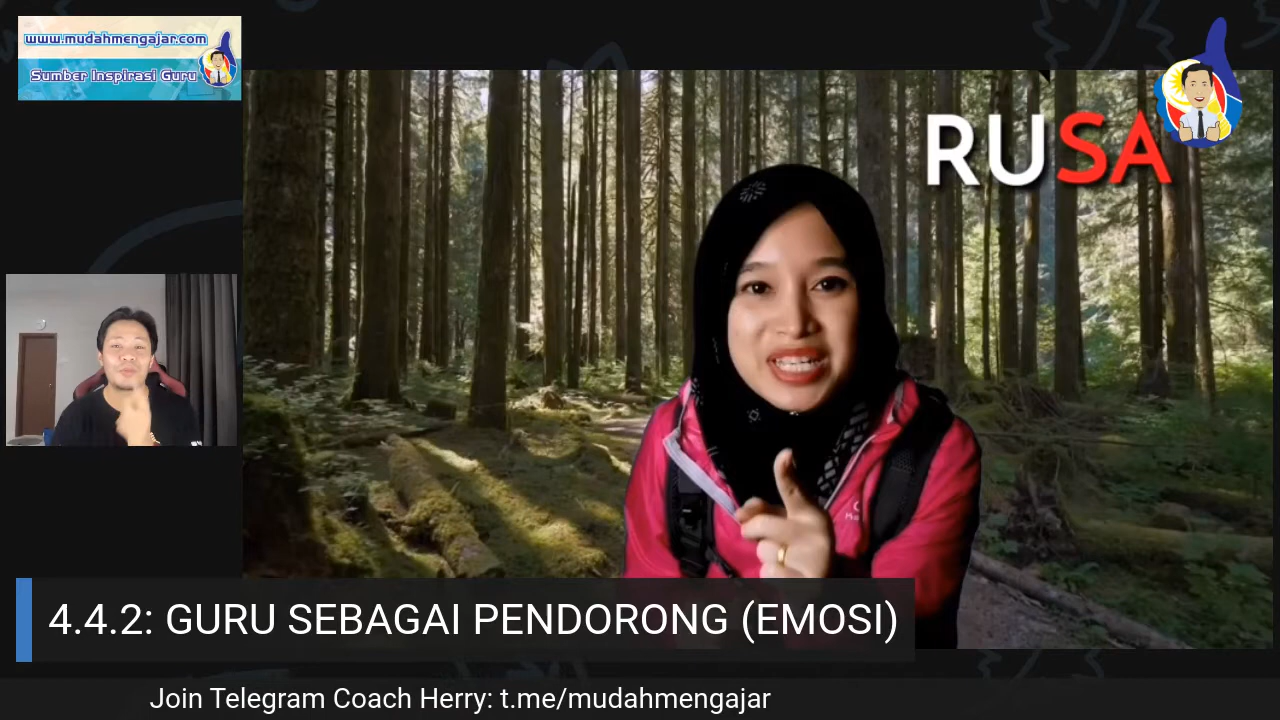 www.mudahmengajar.com
Sumber Inspirasi Guru
RUSA
4.4.2: GURU SEBAGAI PENDORONG (EMOSI)
Join Telegram Coach Herry: t.me/mudahmengajar